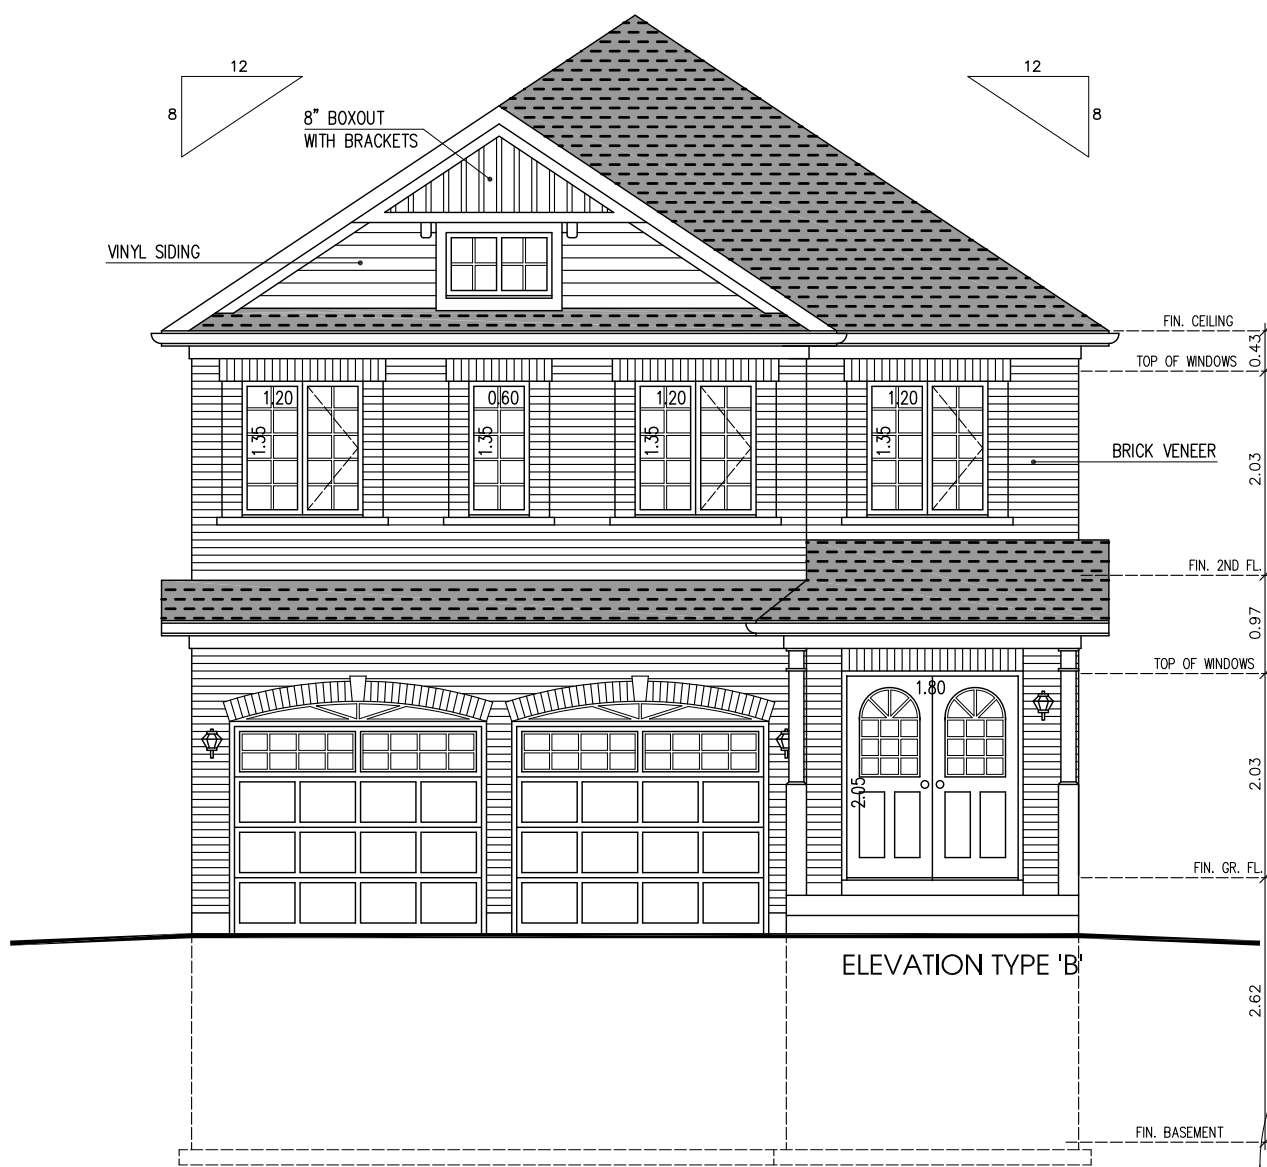 12
12
8
8
8" BOXOUT
WITH BRACKETS
VINYL SIDING
FIN. CEILING
0.43
TOP OF WINDOWS
1.20
0.60
1.20
1.20
1.35
1.35
1.35
1.35
BRICK VENEER
2.03
FIN. 2ND FL.
0.97
TOP OF WINDOWS
1.80
2.05
2.03
FIN. GR. FL.
ELEVATION TYPE 'B'
2.62
FIN. BASEMENT